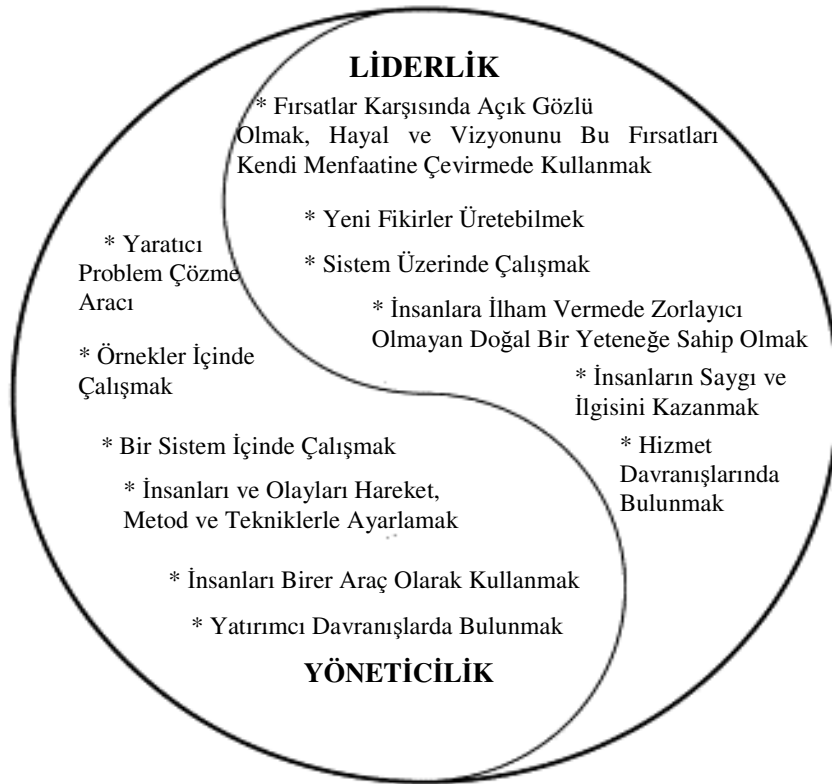 LİDERLİK
* Fırsatlar Karşısında Açık Gözlü
Olmak, Hayal ve Vizyonunu Bu Fırsatları
Kendi Menfaatine Çevirmede Kullanmak
* Yeni Fikirler Üretebilmek
* Sistem Üzerinde Çalışmak
* İnsanlara İlham Vermede Zorlayıcı
Olmayan Doğal Bir Yeteneğe Sahip Olmak
* İnsanların Saygı ve
İlgisini Kazanmak
* Hizmet
Davranışlarında
Bulunmak
* Yaratıcı
Problem Çözme
Aracı
* Örnekler İçinde
Çalışmak
* Bir Sistem İçinde Çalışmak
* İnsanları ve Olayları Hareket,
Metod ve Tekniklerle Ayarlamak
* İnsanları Birer Araç Olarak Kullanmak
* Yatırımcı Davranışlarda Bulunmak
YÖNETİCİLİK